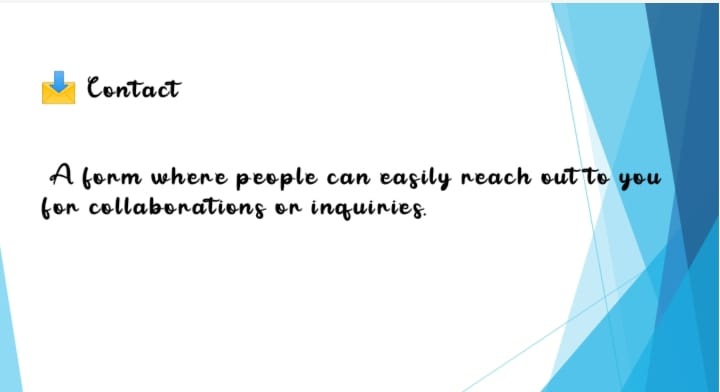 Contact
A form where people can easily reach out to you
for collaborations or inquiries.